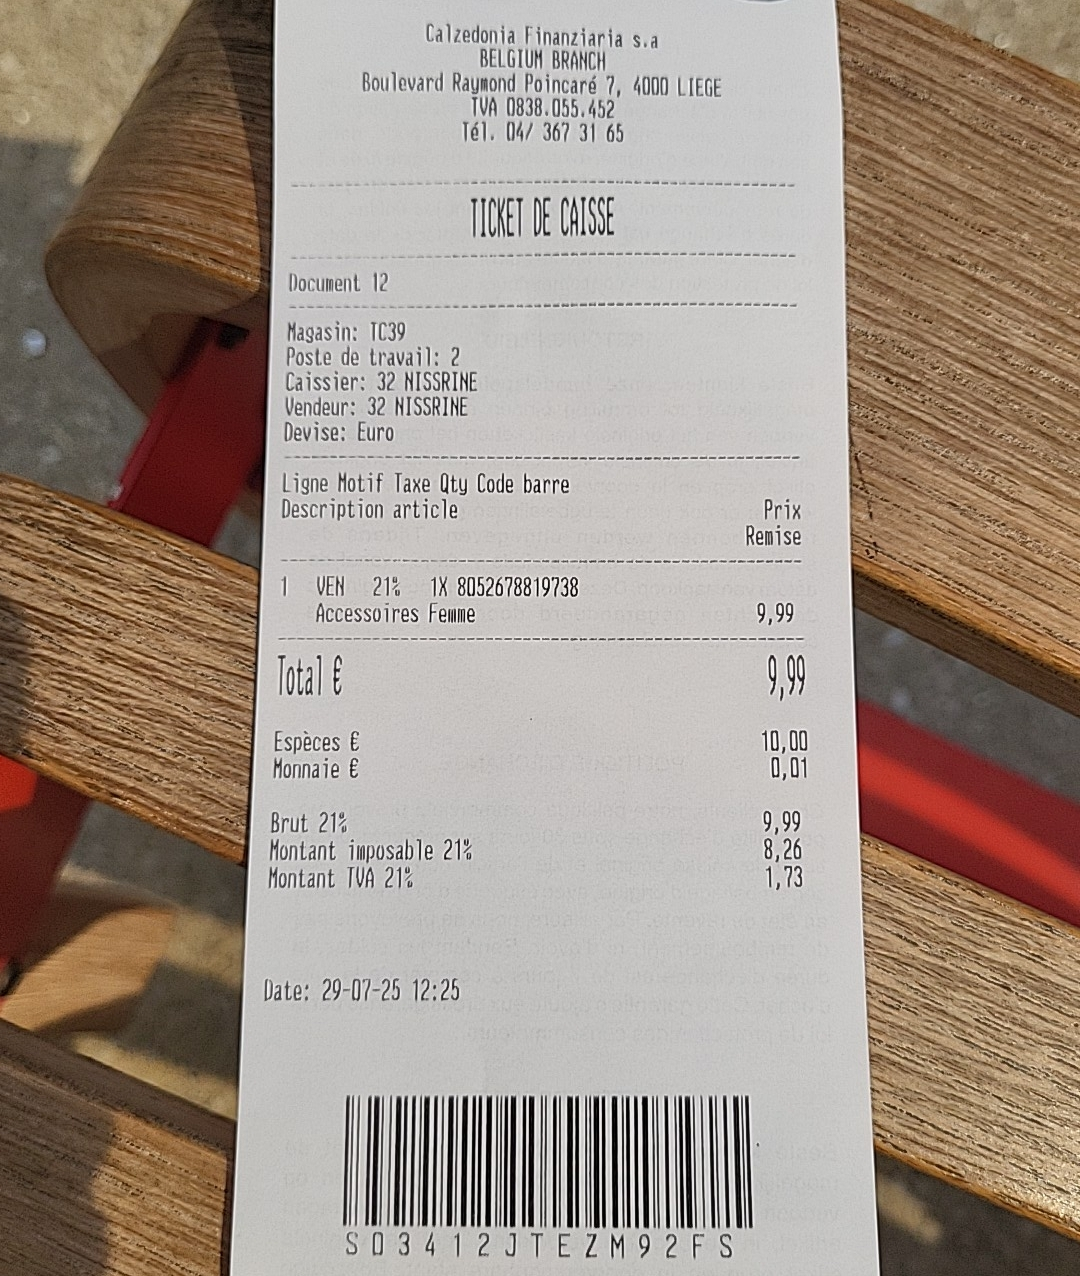 Calzedonia Finanziaria s.a
BELGIUM BRANCH
Boulevard Raymond Poincaré 7, 4000 LIEGE
TVA 0838.055.452
Tél. 04/ 367 31 65
TICKET DE CAISSE
Document 12
Magasin: TC39
Poste de travail: 2
Caissier: 32 NISSRINE
Vendeur: 32 NISSRINE
Devise: Euro
Ligne Motif Taxe Qty Code barre
Description article Prix
Remise
1 VEN 21% 1X 8052678819738
Accessoires Femme 9,99
Total € 9,99
Espèces € 10,00
Monnaie € 0,01
Brut 21% 9,99
Montant imposable 21% 8,26
Montant TVA 21% 1,73
Date: 29-07-25 12:25
S03412JTEZM92FS